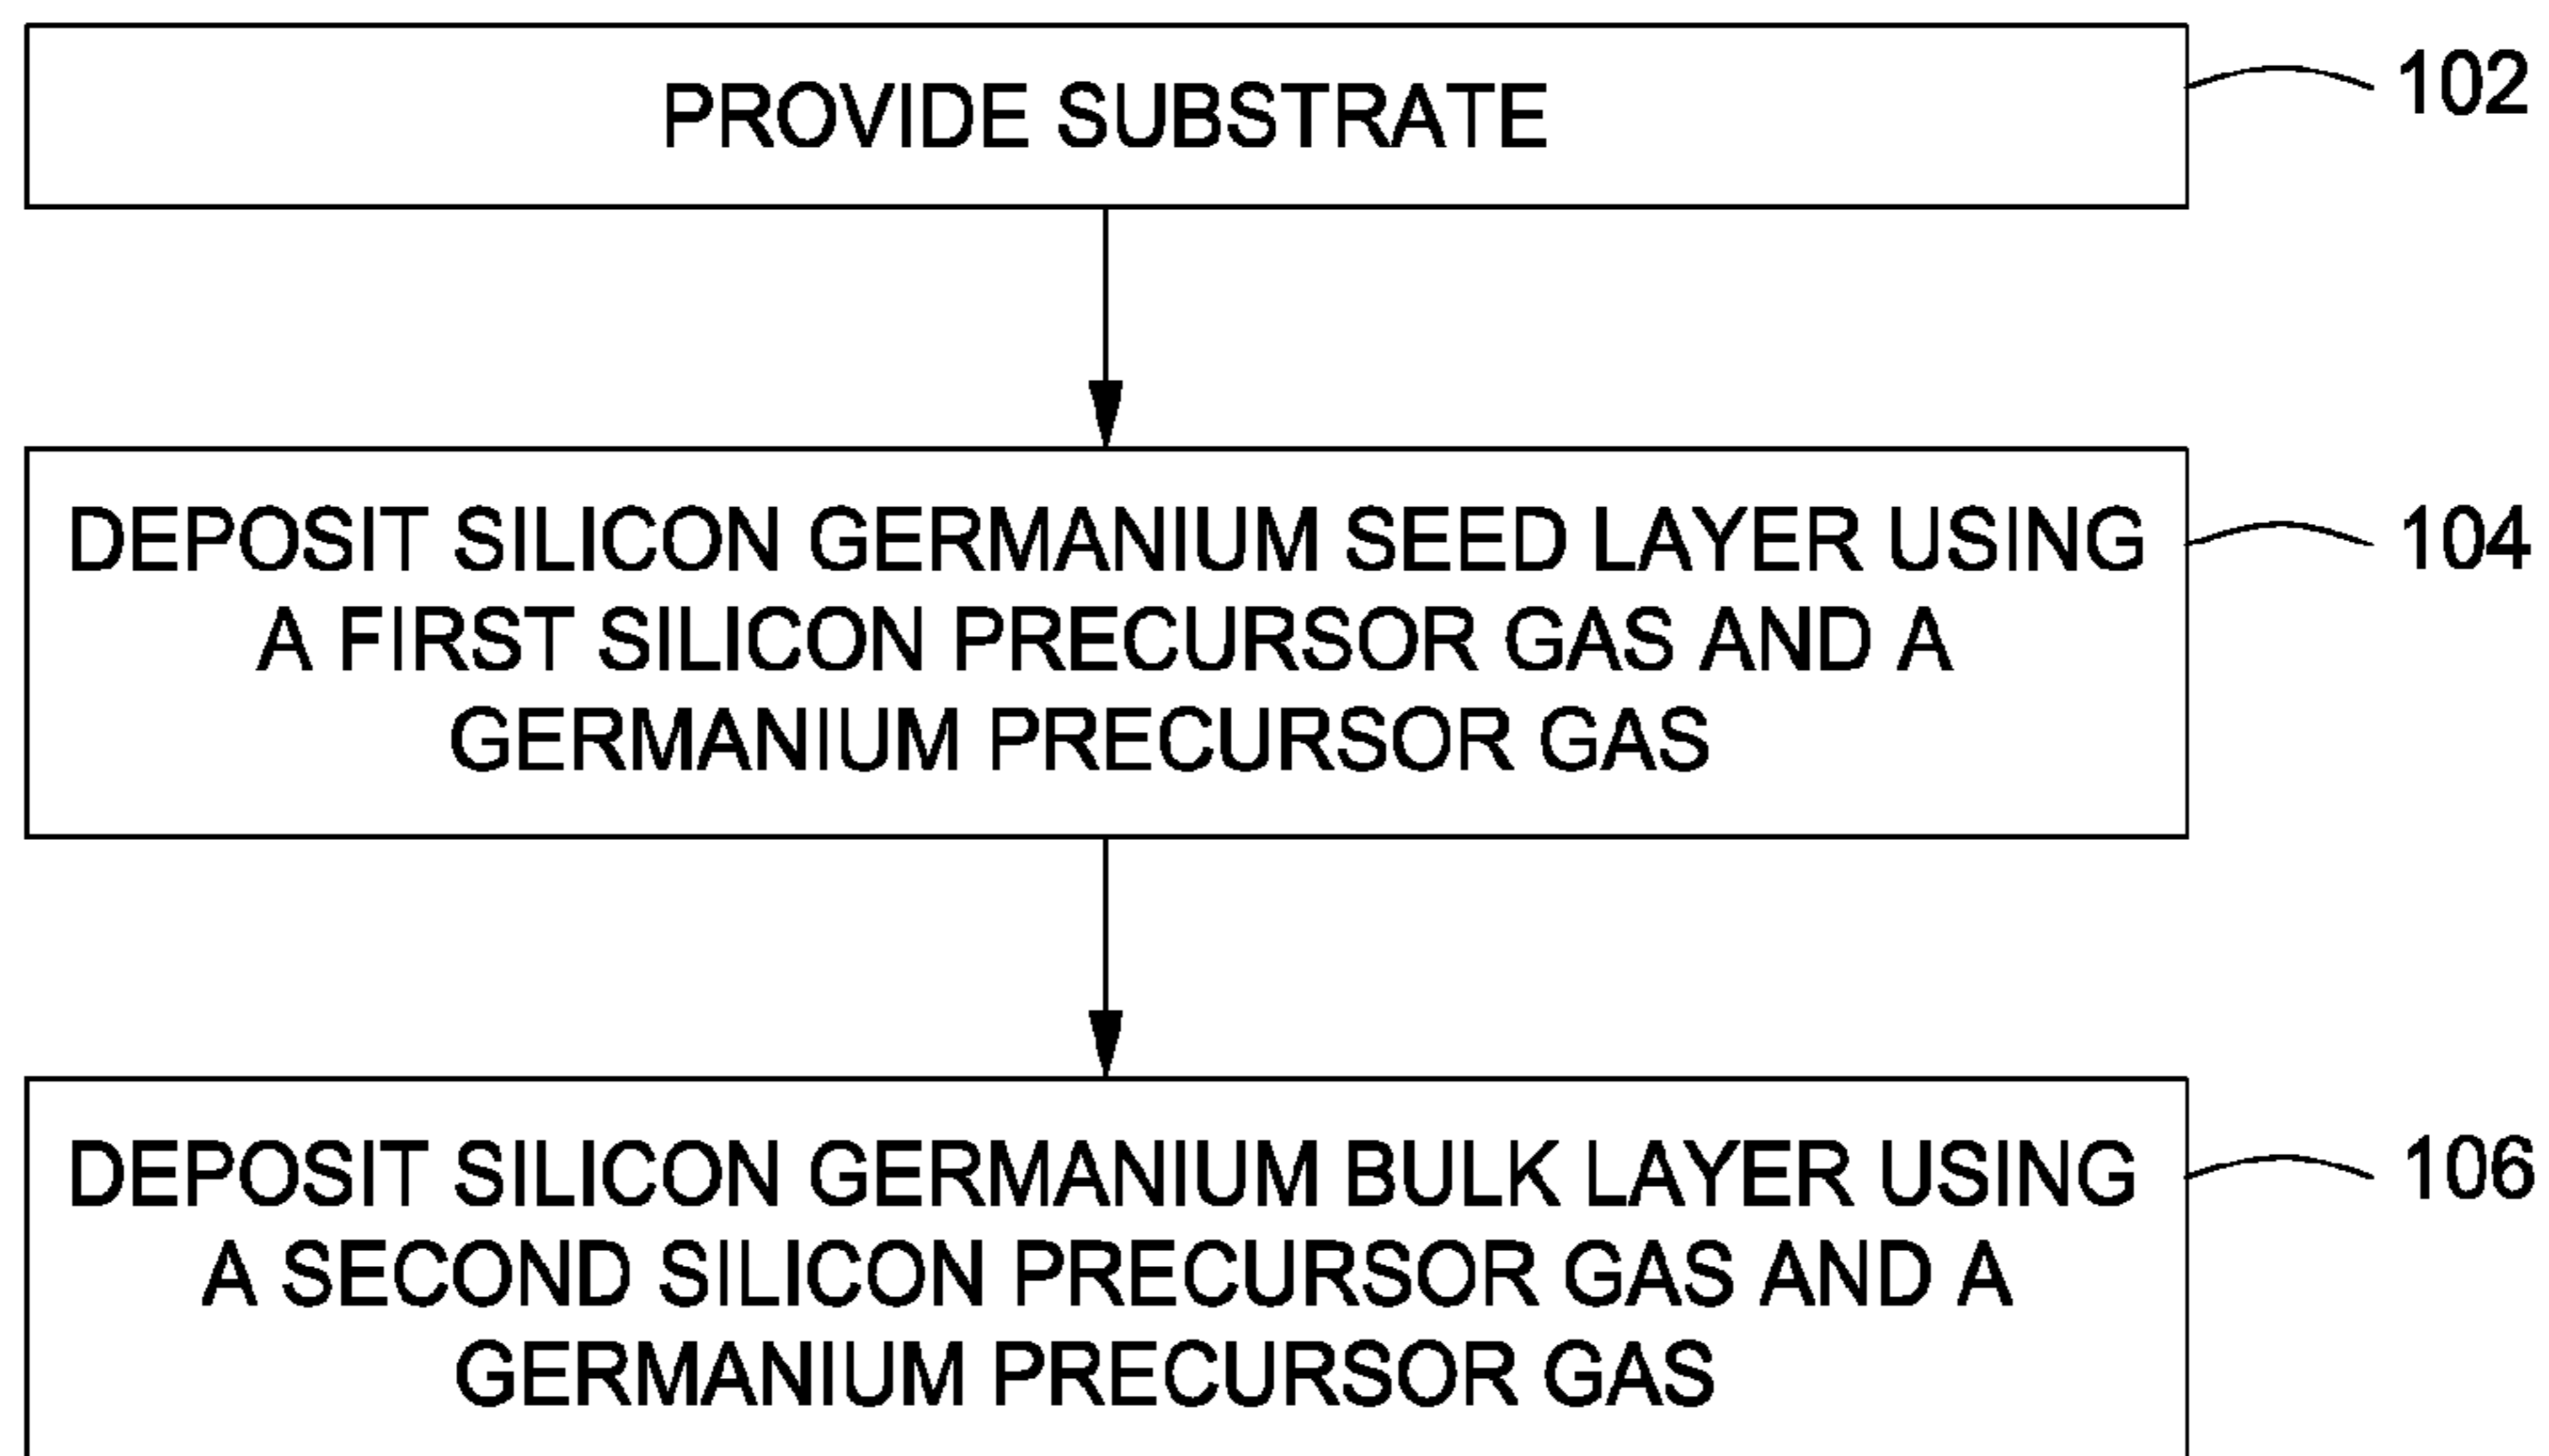 PROVIDE SUBSTRATE
102
DEPOSIT SILICON GERMANIUM SEED LAYER USING
A FIRST SILICON PRECURSOR GAS AND A
GERMANIUM PRECURSOR GAS
104
DEPOSIT SILICON GERMANIUM BULK LAYER USING
A SECOND SILICON PRECURSOR GAS AND A
GERMANIUM PRECURSOR GAS
106